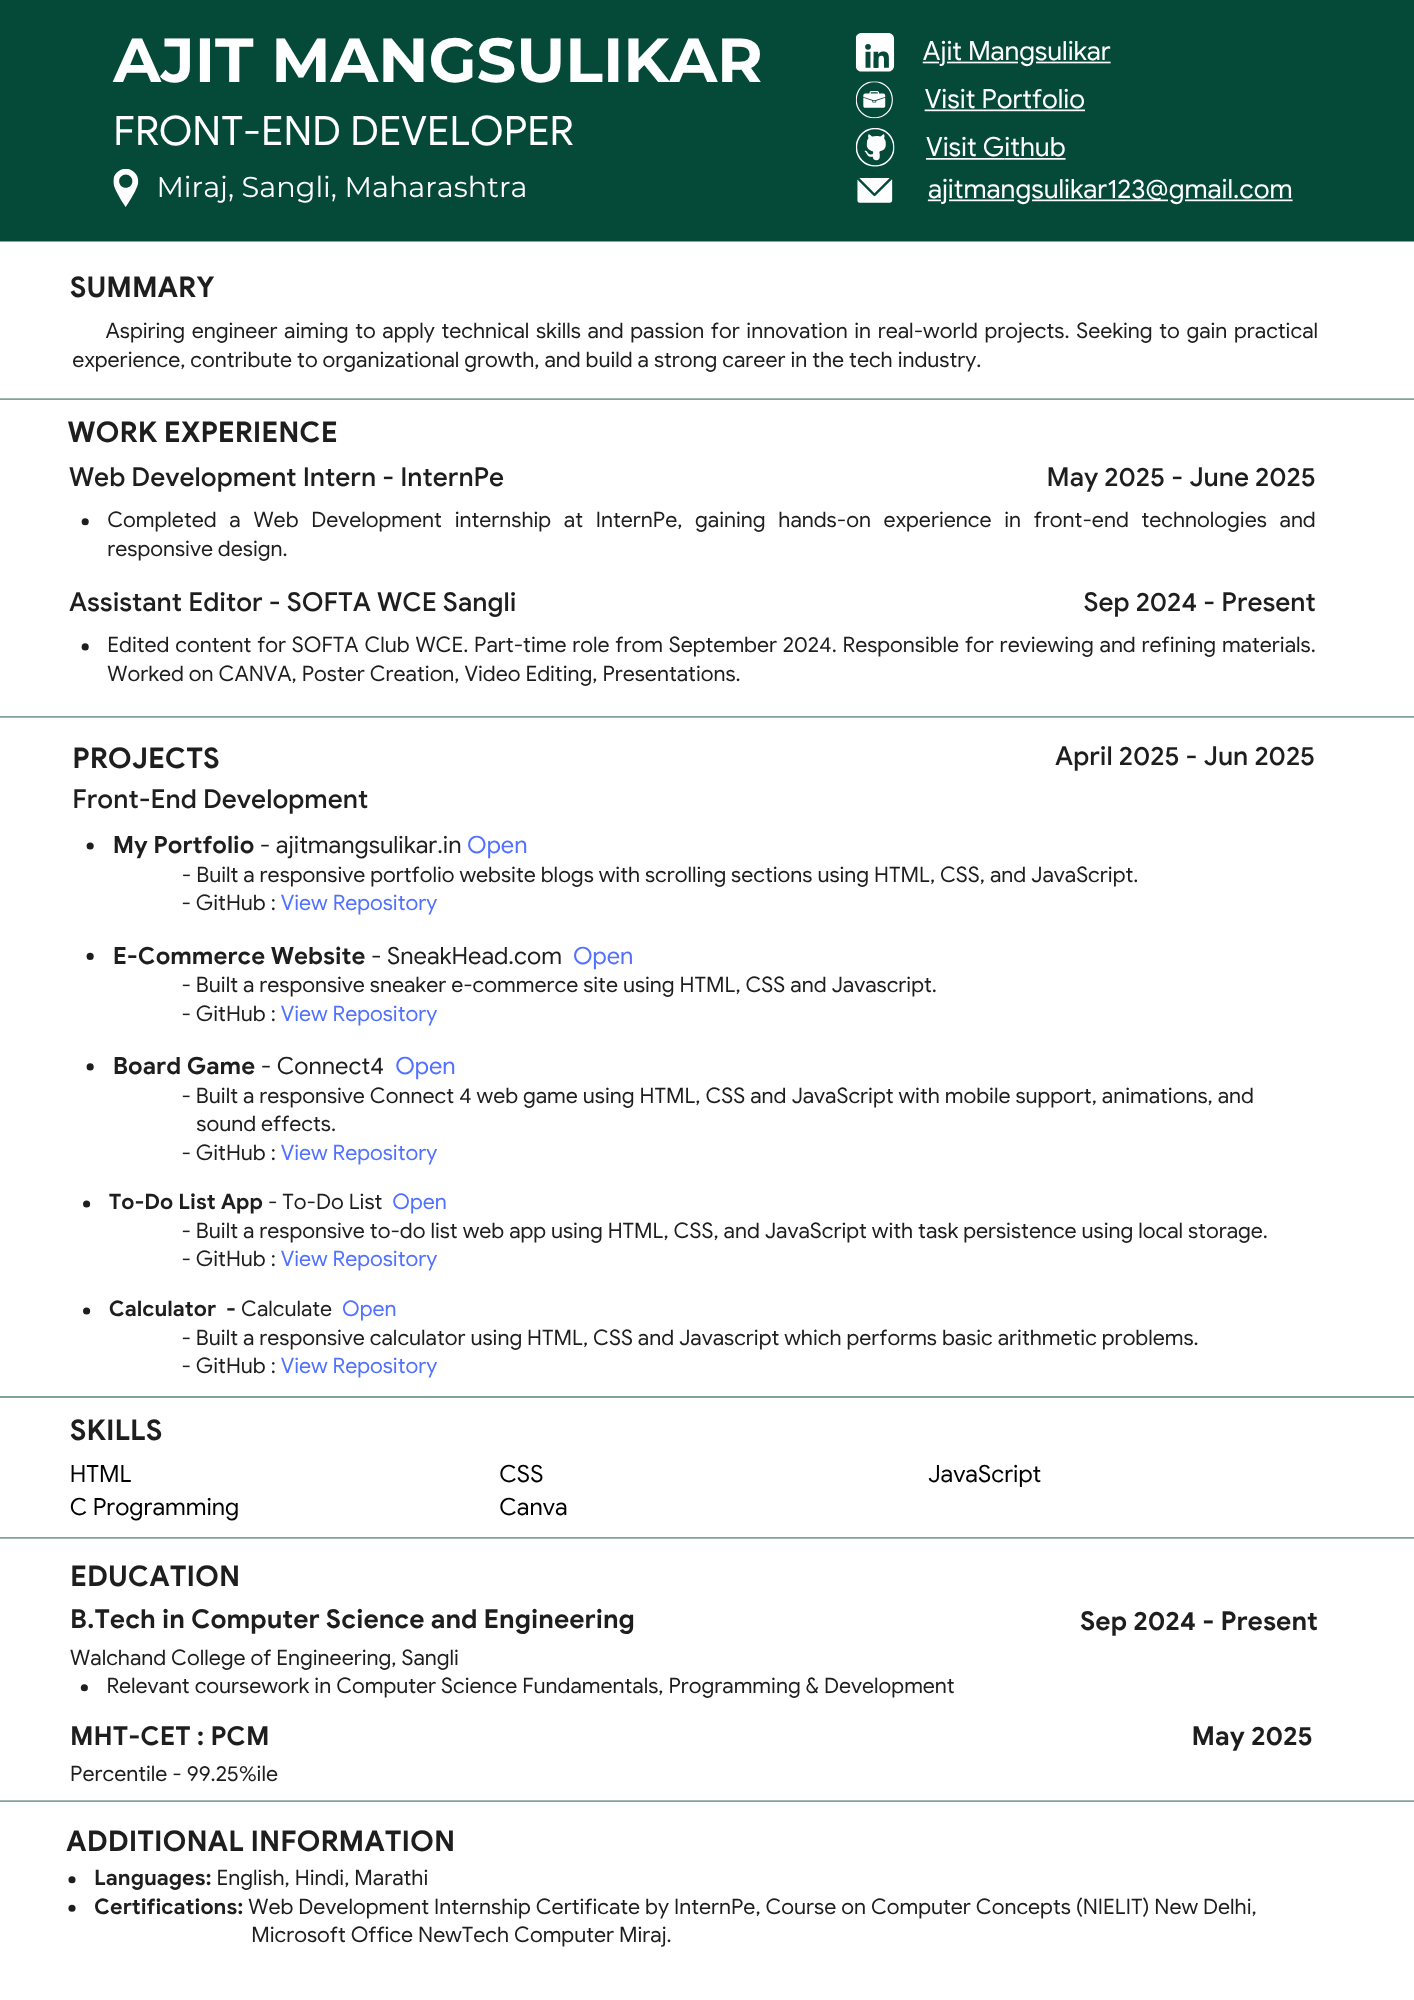 AJIT MANGSULIKAR
FRONT-END DEVELOPER
Miraj, Sangli, Maharashtra
Ajit Mangsulikar
Visit Portfolio
Visit Github
ajitmangsulikar123@gmail.com
SUMMARY
Aspiring engineer aiming to apply technical skills and passion for innovation in real-world projects. Seeking to gain practical
experience, contribute to organizational growth, and build a strong career in the tech industry.
WORK EXPERIENCE
Web Development Intern - InternPe May 2025 - June 2025
• Completed a Web Development internship at InternPe, gaining hands-on experience in front-end technologies and
responsive design.
Assistant Editor - SOFTA WCE Sangli Sep 2024 - Present
• Edited content for SOFTA Club WCE. Part-time role from September 2024. Responsible for reviewing and refining materials.
Worked on CANVA, Poster Creation, Video Editing, Presentations.
PROJECTS April 2025 - Jun 2025
Front-End Development
• My Portfolio - ajitmangsulikar.in Open
- Built a responsive portfolio website blogs with scrolling sections using HTML, CSS, and JavaScript.
- GitHub : View Repository
• E-Commerce Website - SneakHead.com Open
- Built a responsive sneaker e-commerce site using HTML, CSS and Javascript.
- GitHub : View Repository
• Board Game - Connect4 Open
- Built a responsive Connect 4 web game using HTML, CSS and JavaScript with mobile support, animations, and
sound effects.
- GitHub : View Repository
• To-Do List App - To-Do List Open
- Built a responsive to-do list web app using HTML, CSS, and JavaScript with task persistence using local storage.
- GitHub : View Repository
• Calculator - Calculate Open
- Built a responsive calculator using HTML, CSS and Javascript which performs basic arithmetic problems.
- GitHub : View Repository
SKILLS
HTML CSS JavaScript
C Programming Canva
EDUCATION
B.Tech in Computer Science and Engineering Sep 2024 - Present
Walchand College of Engineering, Sangli
• Relevant coursework in Computer Science Fundamentals, Programming & Development
MHT-CET : PCM May 2025
Percentile - 99.25%ile
ADDITIONAL INFORMATION
• Languages: English, Hindi, Marathi
• Certifications: Web Development Internship Certificate by InternPe, Course on Computer Concepts (NIELIT) New Delhi,
Microsoft Office NewTech Computer Miraj.